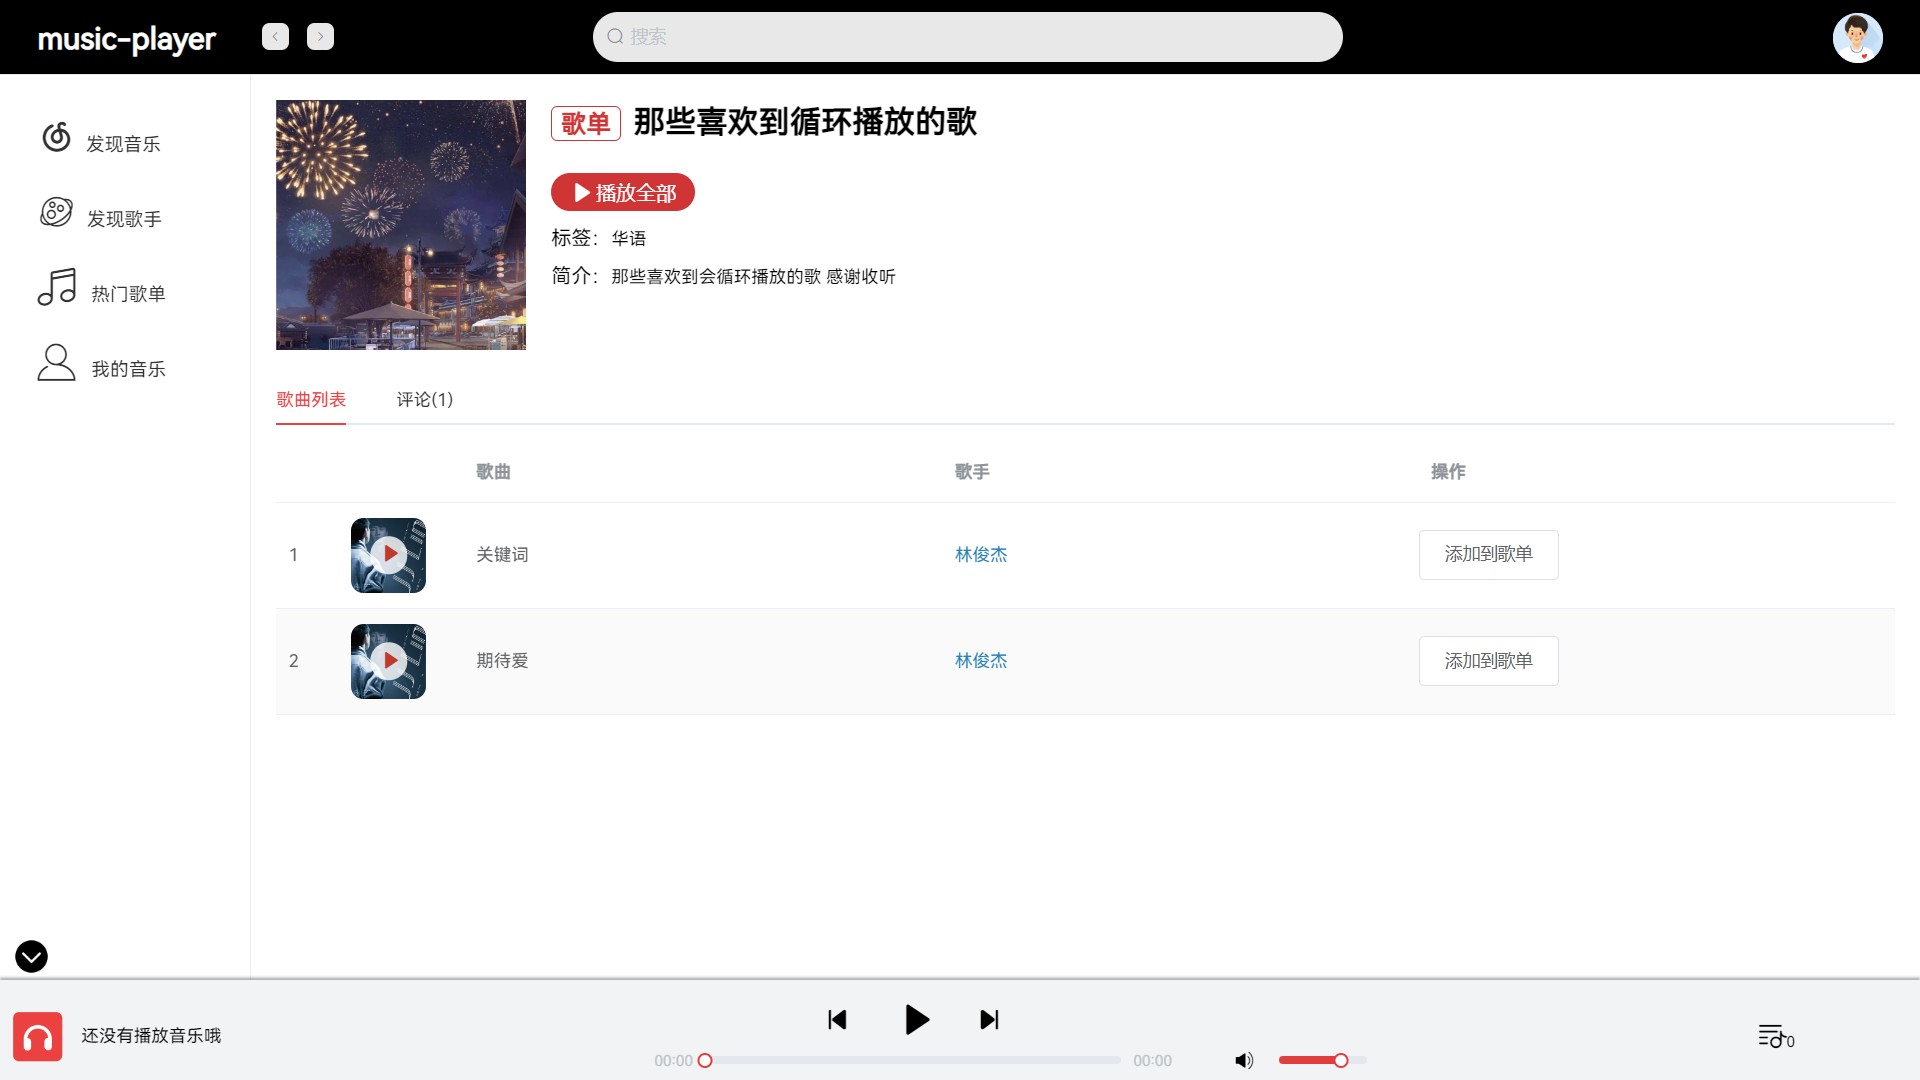 music-player
搜索
发现音乐
发现歌手
热门歌单
我的音乐
歌单 那些喜欢到循环播放的歌
播放全部
标签： 华语
简介： 那些喜欢到会循环播放的歌 感谢收听
歌曲列表 评论(1)
歌曲 歌手 操作
1 关键词 林俊杰 添加到歌单
2 期待爱 林俊杰 添加到歌单
还没有播放音乐哦
00:00 00:00
0